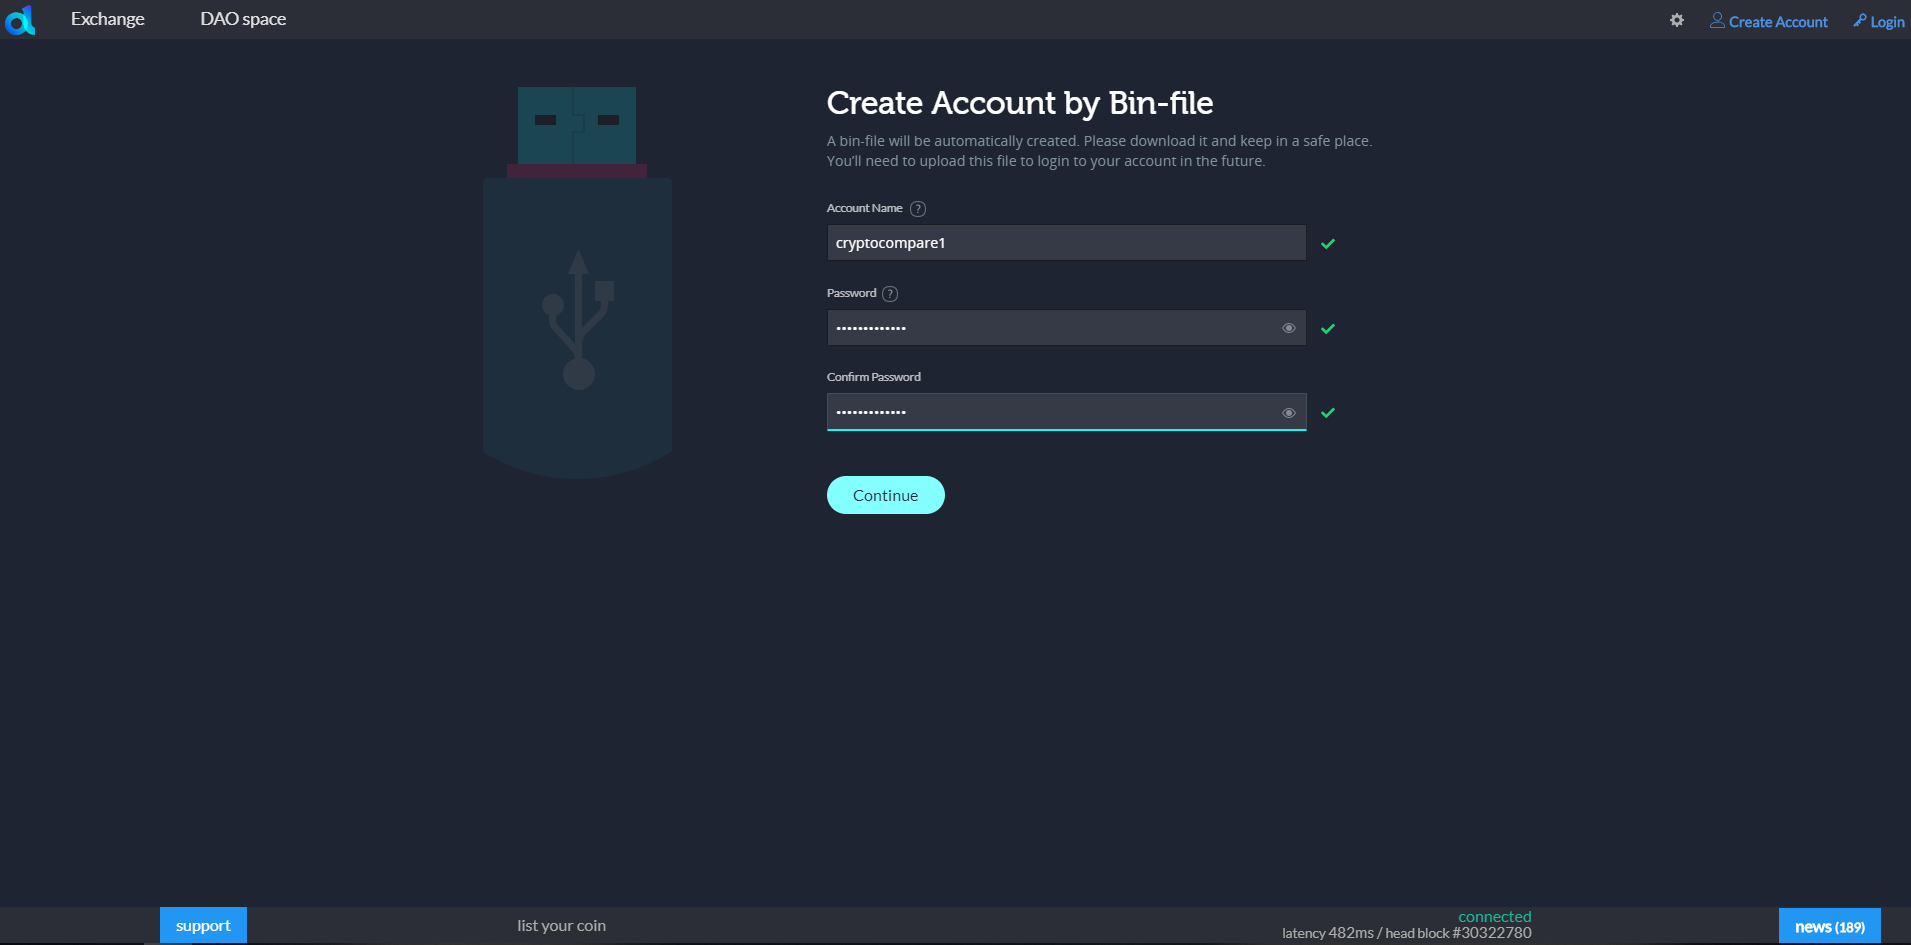 Exchange
DAO space
Create Account
Login
Create Account by Bin-file
A bin-file will be automatically created. Please download it and keep in a safe place.
You'll need to upload this file to login to your account in the future.
Account Name ?
cryptocompare1
Password ?
•••••••••••••
Confirm Password
•••••••••••••
Continue
support
list your coin
connected
latency 482ms / head block #30322780
news (189)